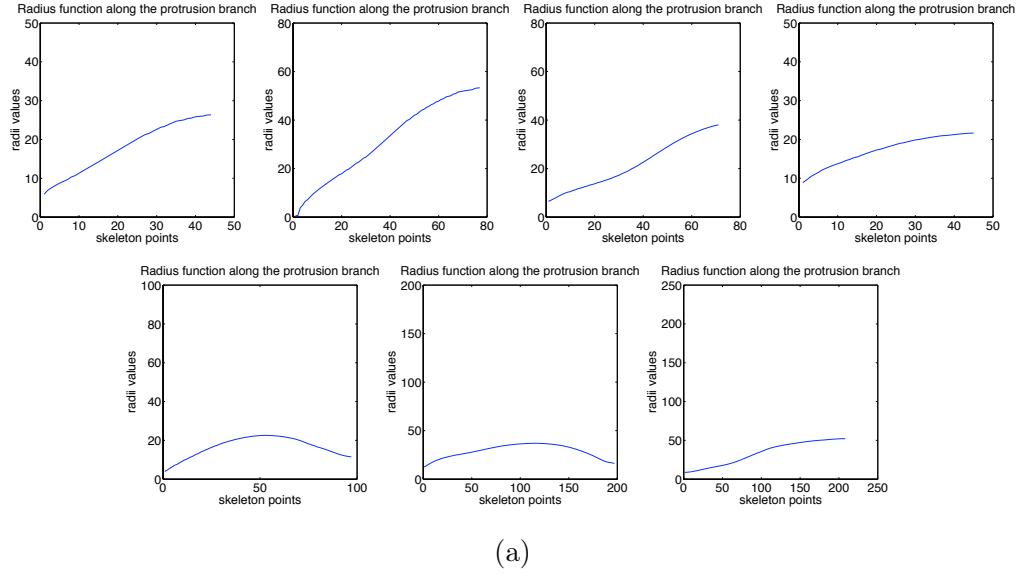 Radius function along the protrusion branch
50
40
30
20
10
0
radii values
0 10 20 30 40 50
skeleton points
Radius function along the protrusion branch
80
60
40
20
0
radii values
0 20 40 60 80
skeleton points
Radius function along the protrusion branch
80
60
40
20
0
radii values
0 20 40 60 80
skeleton points
Radius function along the protrusion branch
50
40
30
20
10
0
radii values
0 10 20 30 40 50
skeleton points
Radius function along the protrusion branch
100
80
60
40
20
0
radii values
0 50 100
skeleton points
Radius function along the protrusion branch
200
150
100
50
0
radii values
0 50 100 150 200
skeleton points
Radius function along the protrusion branch
250
200
150
100
50
0
radii values
0 50 100 150 200 250
skeleton points
(a)